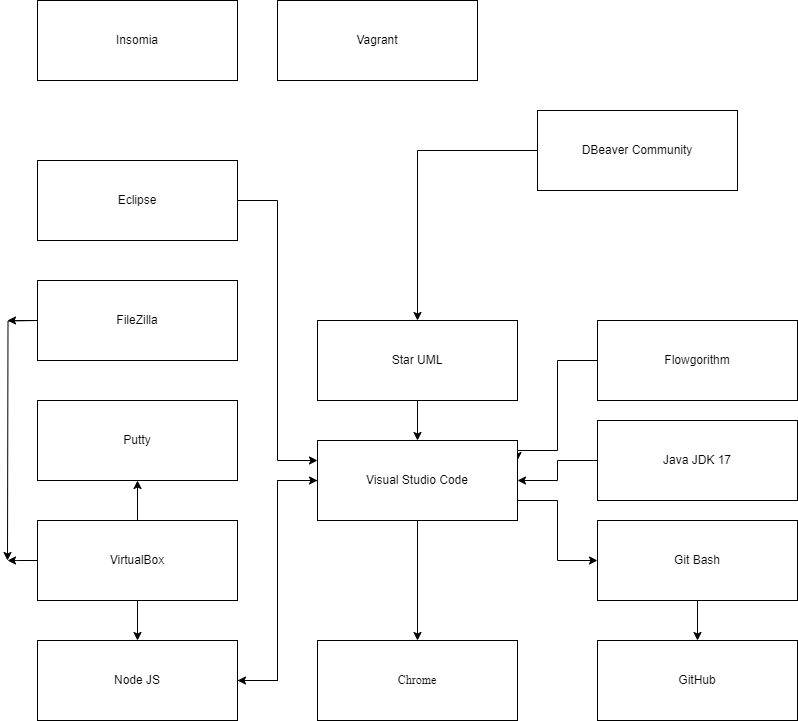 Insomia
Vagrant
DBeaver Community
Eclipse
FileZilla
Star UML
Flowgorithm
Putty
Visual Studio Code
Java JDK 17
VirtualBox
Git Bash
Node JS
Chrome
GitHub